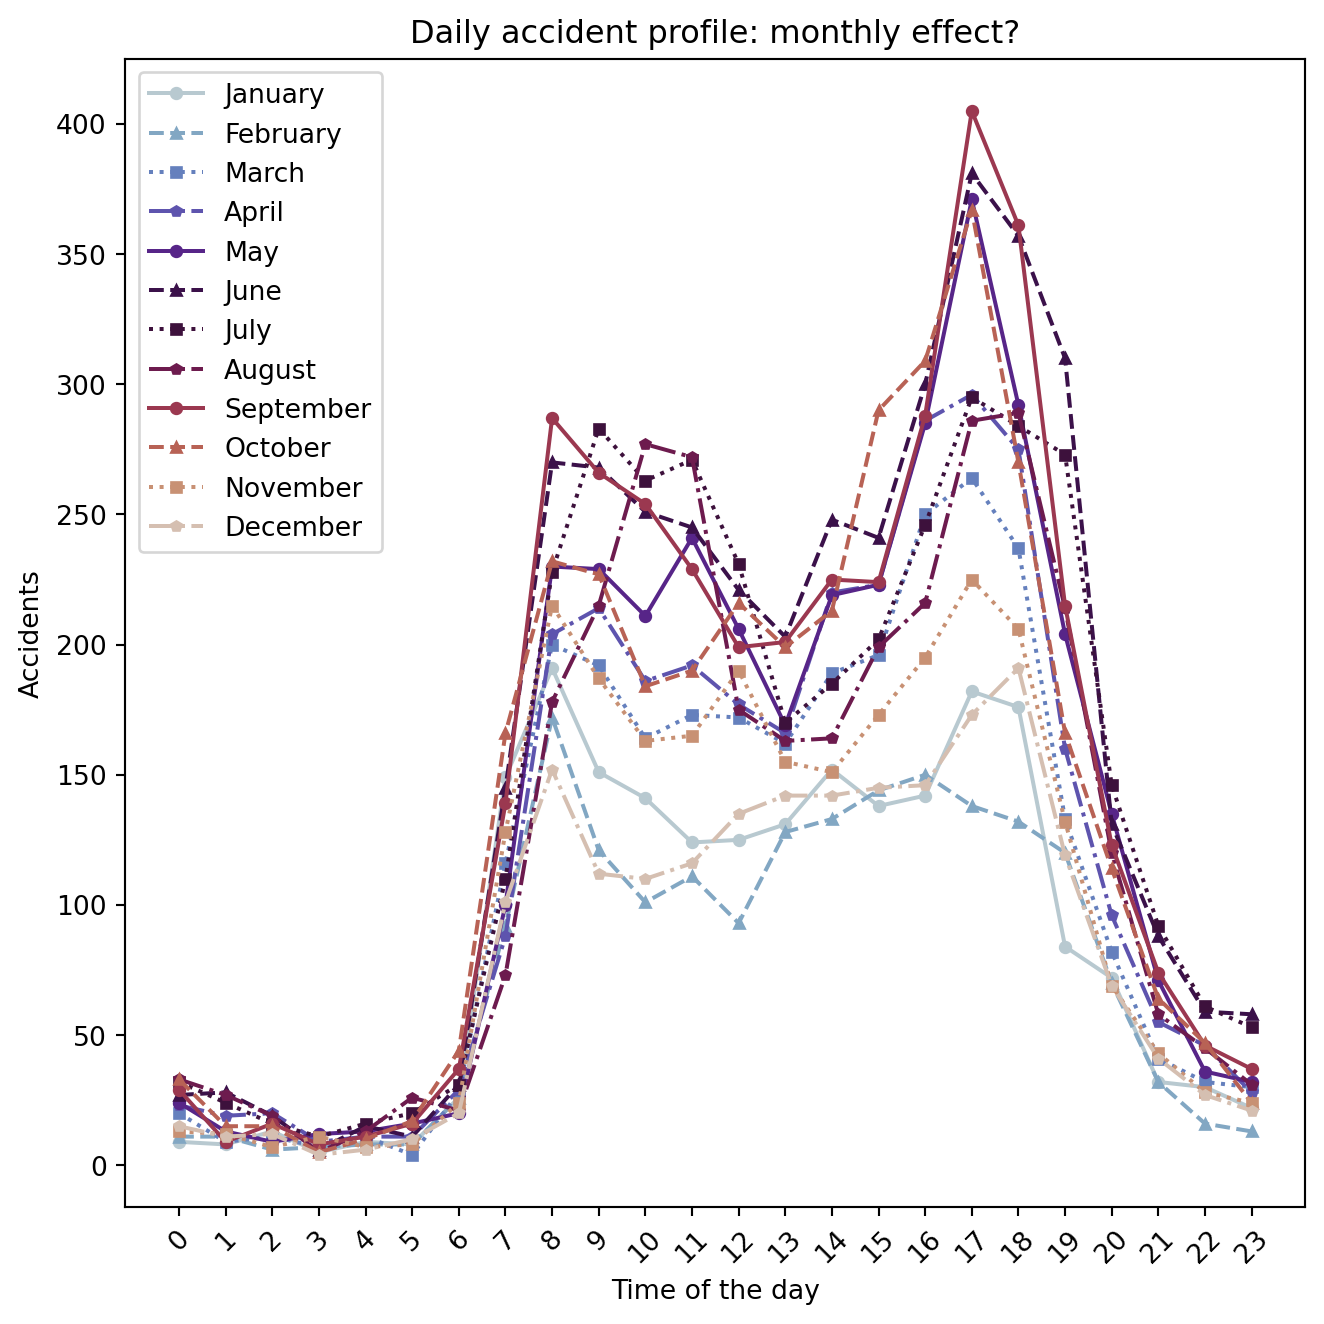 Daily accident profile: monthly effect?
January
February
March
April
May
June
July
August
September
October
November
December
Accidents
400
350
300
250
200
150
100
50
0
0 1 2 3 4 5 6 7 8 9 10 11 12 13 14 15 16 17 18 19 20 21 22 23
Time of the day